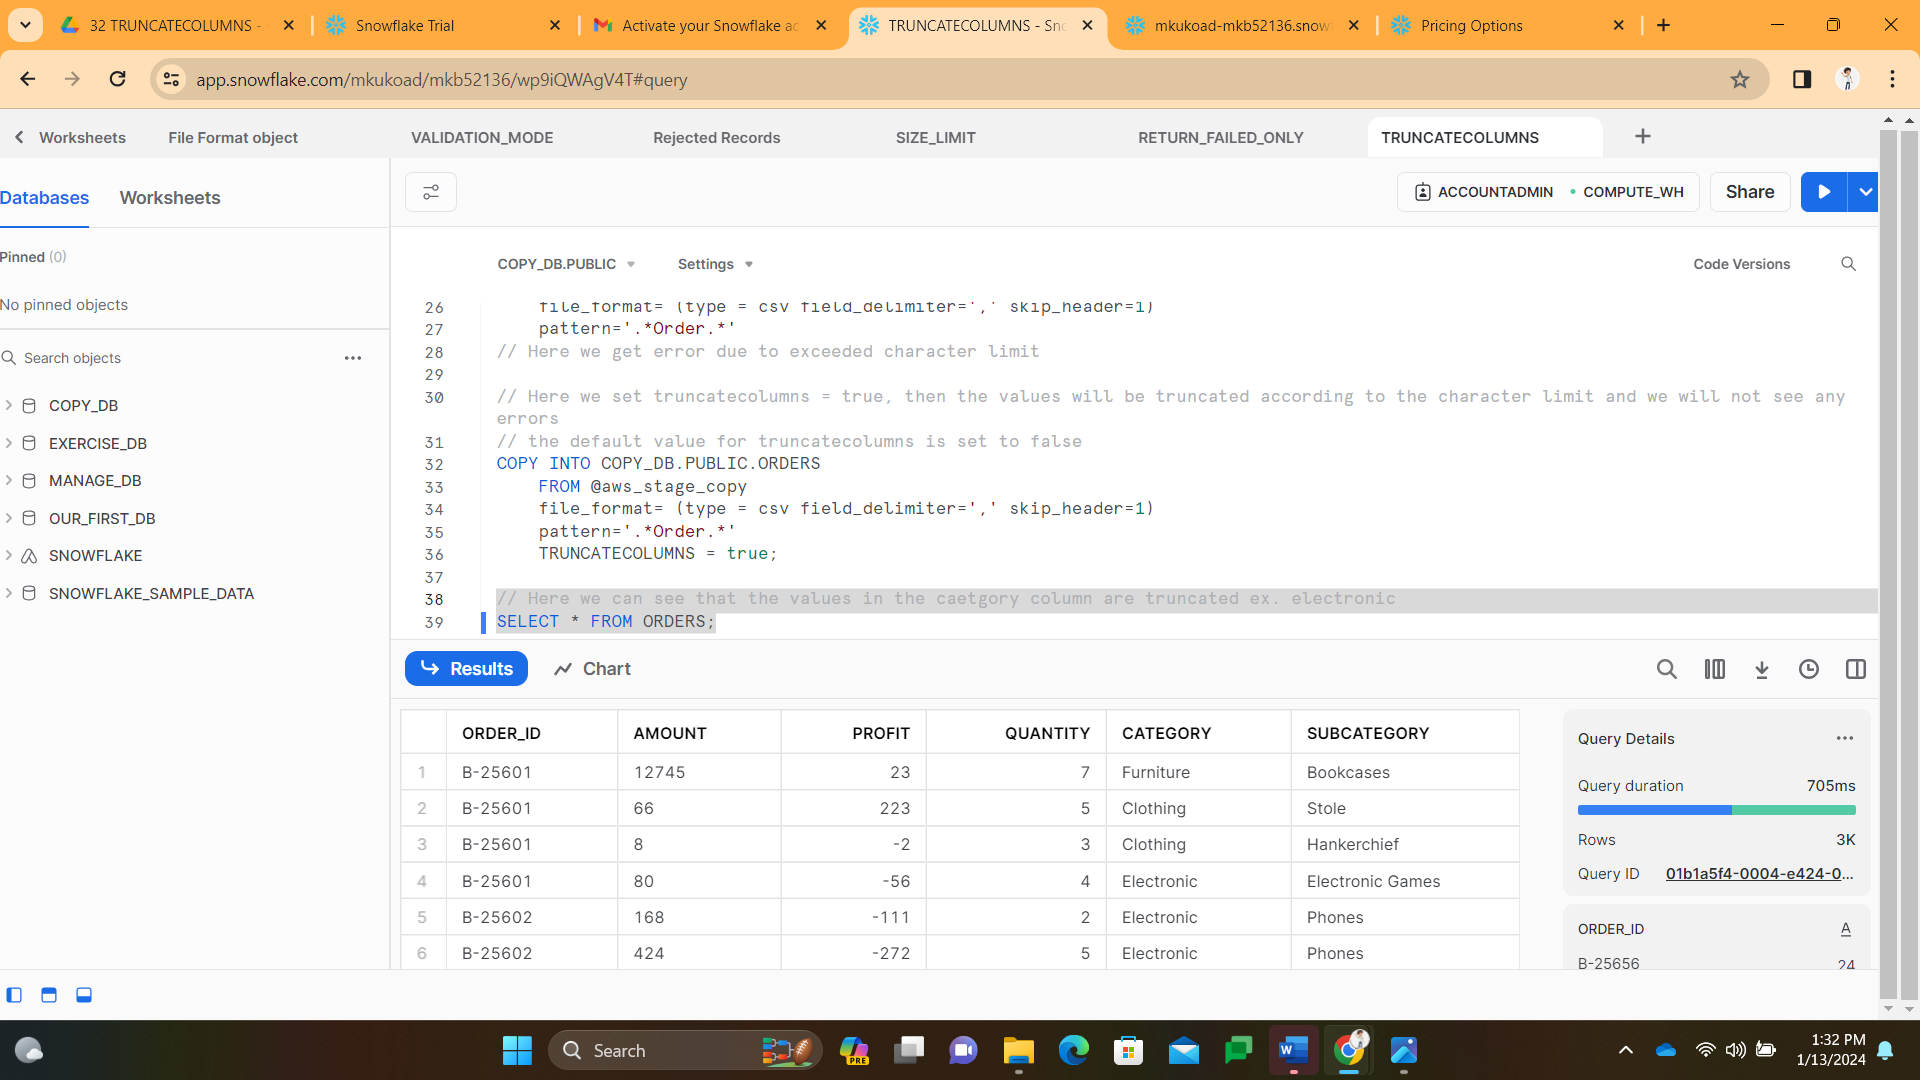 32 TRUNCATECOLUMNS -
Snowflake Trial
Activate your Snowflake ac
TRUNCATECOLUMNS - Sno
mkukoad-mkb52136.snowf
Pricing Options
app.snowflake.com/mkukoad/mkb52136/wp9iQWAgV4T#query
Worksheets
File Format object
VALIDATION_MODE
Rejected Records
SIZE_LIMIT
RETURN_FAILED_ONLY
TRUNCATECOLUMNS
Databases
Worksheets
ACCOUNTADMIN
COMPUTE_WH
Share
Pinned (0)
No pinned objects
Search objects
COPY_DB
EXERCISE_DB
MANAGE_DB
OUR_FIRST_DB
SNOWFLAKE
SNOWFLAKE_SAMPLE_DATA
COPY_DB.PUBLIC
Settings
Code Versions
26 file_format= (type = csv field_delimiter=',' skip_header=1)
27 pattern='.*Order.*'
28 // Here we get error due to exceeded character limit
29
30 // Here we set truncatecolumns = true, then the values will be truncated according to the character limit and we will not see any
errors
31 // the default value for truncatecolumns is set to false
32 COPY INTO COPY_DB.PUBLIC.ORDERS
33 FROM @aws_stage_copy
34 file_format= (type = csv field_delimiter=',' skip_header=1)
35 pattern='.*Order.*'
36 TRUNCATECOLUMNS = true;
37
38 // Here we can see that the values in the caetgory column are truncated ex. electronic
39 SELECT * FROM ORDERS;
Results
Chart
ORDER_ID AMOUNT PROFIT QUANTITY CATEGORY SUBCATEGORY
1 B-25601 12745 23 7 Furniture Bookcases
2 B-25601 66 223 5 Clothing Stole
3 B-25601 8 -2 3 Clothing Hankerchief
4 B-25601 80 -56 4 Electronic Electronic Games
5 B-25602 168 -111 2 Electronic Phones
6 B-25602 424 -272 5 Electronic Phones
Query Details
Query duration 705ms
Rows 3K
Query ID 01b1a5f4-0004-e424-0...
ORDER_ID A
B-25656 24
Search
PRE
1:32 PM
1/13/2024